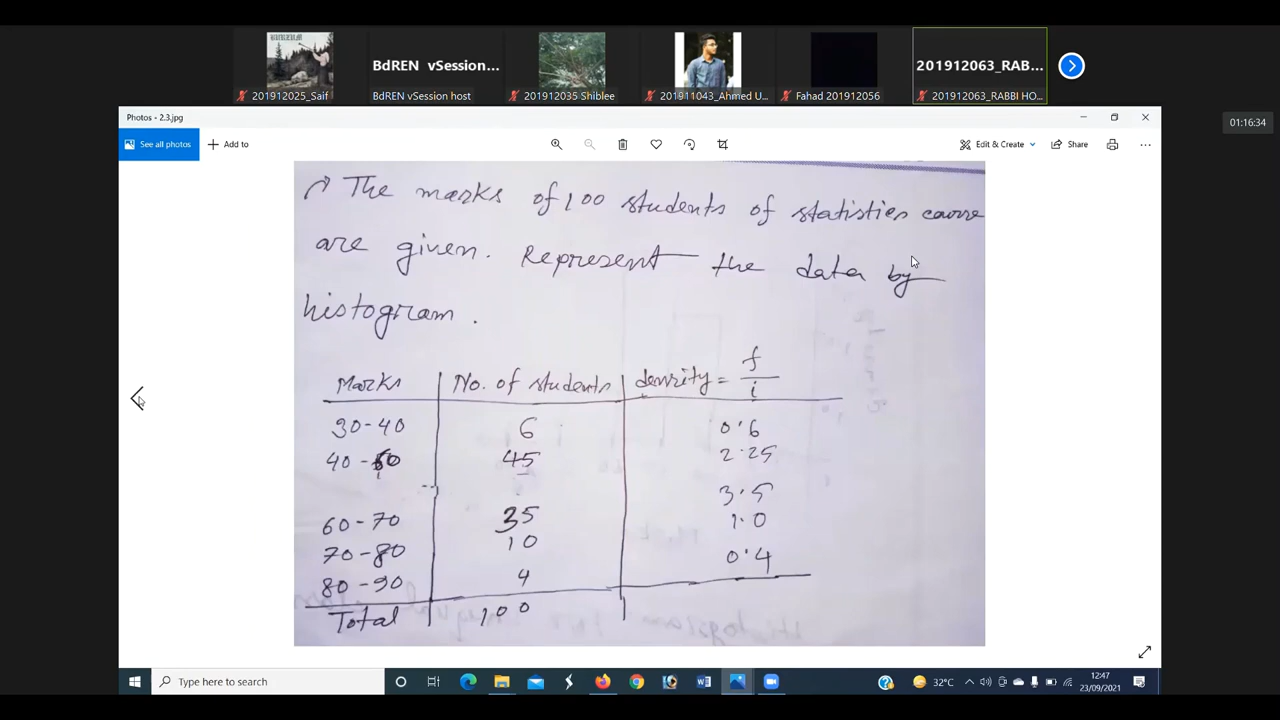 BURZUM
201912025_Saif
BdREN vSession...
BdREN vSession host
201912035 Shiblee
201911043_Ahmed U...
Fahad 201912056
201912063_RAB...
201912063_RABBI HO...
01:16:34
Photos - 2.3.jpg
See all photos
Add to
Edit & Create
Share
The marks of 100 students of statistics course
are given. Represent the data by
histogram.
Marks No. of students density = f/i
30-40 6 0.6
40-60 45 2.25
3.5
60-70 35 1.0
70-80 10 0.4
80-90 4
Total 100
Type here to search
32°C
12:47
23/09/2021